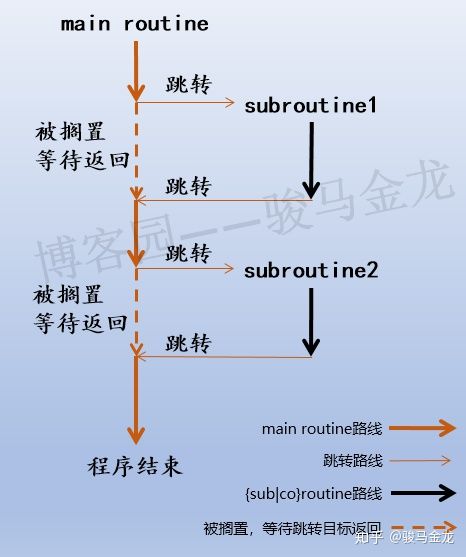 main routine
跳转
subroutine1
被搁置
等待返回
跳转
博客园——骏马金龙
跳转
subroutine2
被搁置
等待返回
跳转
程序结束
main routine路线
跳转路线
{sub|co}routine路线
被搁置，等待跳转目标返回
知乎 @骏马金龙